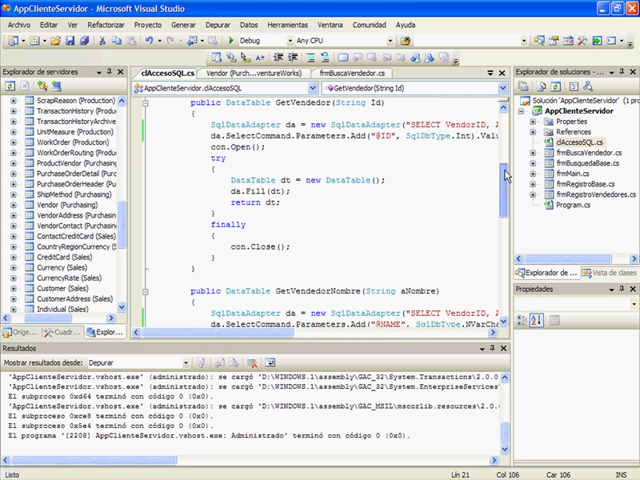 AppClienteServidor - Microsoft Visual Studio
Archivo Editar Ver Refactorizar Proyecto Generar Depurar Datos Herramientas Ventana Comunidad Ayuda
Debug Any CPU
Explorador de servidores
ScrapReason (Production)
TransactionHistory (Production)
TransactionHistoryArchive
UnitMeasure (Production)
WorkOrder (Production)
WorkOrderRouting (Production)
ProductVendor (Purchasing)
PurchaseOrderDetail (Purch
PurchaseOrderHeader (Purch
ShipMethod (Purchasing)
Vendor (Purchasing)
VendorAddress (Purchasing)
VendorContact (Purchasing)
ContactCreditCard (Sales)
CountryRegionCurrency (S
CreditCard (Sales)
Currency (Sales)
CurrencyRate (Sales)
Customer (Sales)
CustomerAddress (Sales)
Individual (Sales)
Orige... Cuadr... Explor...
clAccesoSQL.cs Vendor (Purch...ventureWorks) frmBuscaVendedor.cs
AppClienteServidor.clAccesoSQL GetVendedor(String Id)
public DataTable GetVendedor(String Id)
{
SqlDataAdapter da = new SqlDataAdapter("SELECT VendorID, A
da.SelectCommand.Parameters.Add("@ID", SqlDbType.Int).Valu
con.Open();
try
{
DataTable dt = new DataTable();
da.Fill(dt);
return dt;
}
finally
{
con.Close();
}
}
public DataTable GetVendedorNombre(String aNombre)
{
SqlDataAdapter da = new SqlDataAdapter("SELECT VendorID, A
da.SelectCommand.Parameters.Add("@NAME", SqlDbType.NVarCha
Explorador de soluciones - ...
Solución 'AppClienteServidor' (1 proy
AppClienteServidor
Properties
References
clAccesoSQL.cs
frmBuscaVendedor.cs
frmBusquedaBase.cs
frmMain.cs
frmRegistroBase.cs
frmRegistroVendedores.cs
Program.cs
Explorador de ... Vistas de clases
Propiedades
Resultados
Mostrar resultados desde: Depurar
'AppClienteServidor.vshost.exe' (administrado): se cargó 'D:\WINDOWS.1\assembly\GAC_32\System.Transactions\2.0.0
'AppClienteServidor.vshost.exe' (administrado): se cargó 'D:\WINDOWS.1\assembly\GAC_32\System.EnterpriseServices
El subproceso 0xd64 terminó con código 0 (0x0).
'AppClienteServidor.vshost.exe' (administrado): se cargó 'D:\WINDOWS.1\assembly\GAC_MSIL\mscorlib.resources\2.0.
El subproceso 0xce8 terminó con código 0 (0x0).
El subproceso 0x5e4 terminó con código 0 (0x0).
El programa '[2208] AppClienteServidor.vshost.exe: Administrado' terminó con código 0 (0x0).
Listo Lín 21 Col 106 Car 106 INS